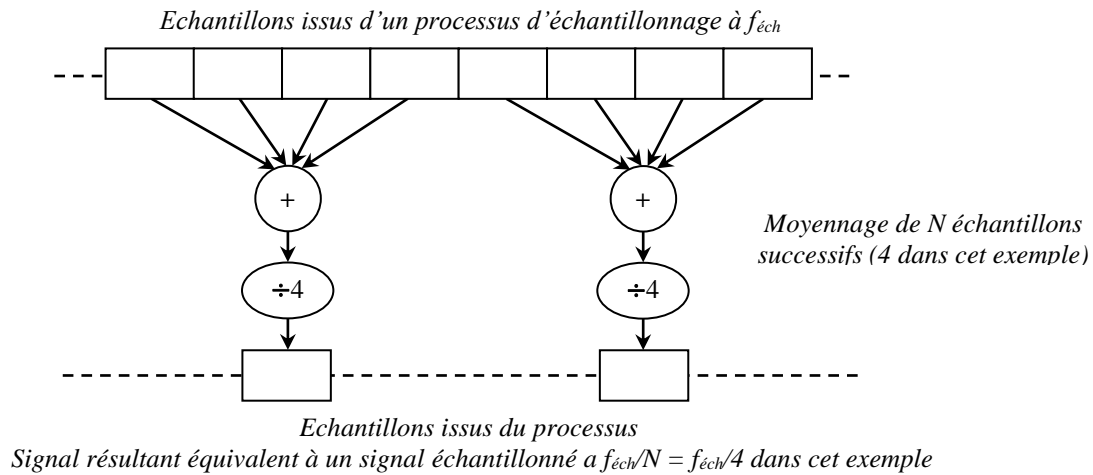 Echantillons issus d'un processus d'échantillonnage à féch
+ +
Moyennage de N échantillons
successifs (4 dans cet exemple)
÷4 ÷4
Echantillons issus du processus
Signal résultant équivalent à un signal échantillonné a féch/N = féch/4 dans cet exemple